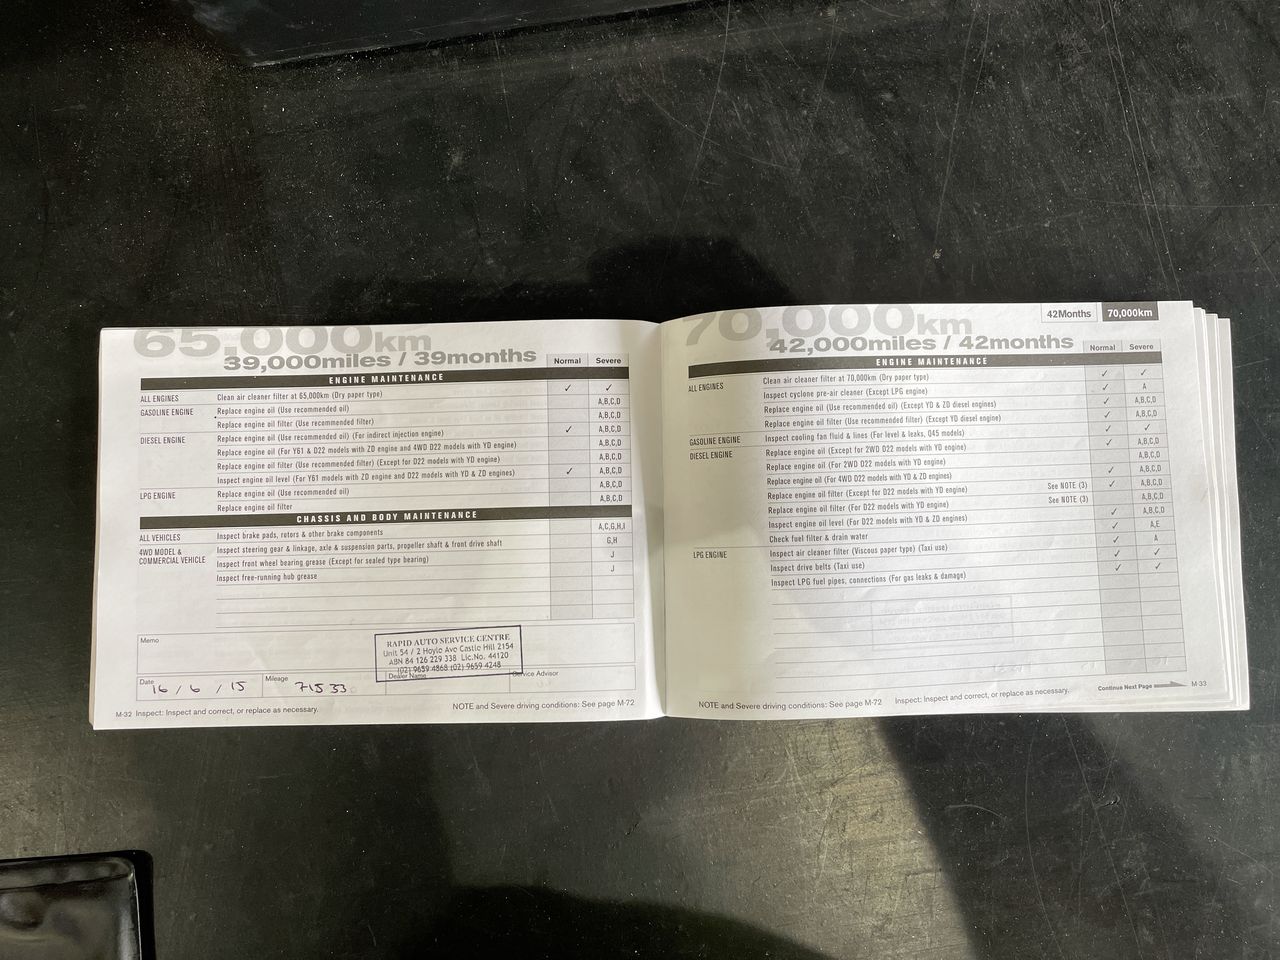 65,000km
39,000miles / 39months
Normal Severe
ENGINE MAINTENANCE
ALL ENGINES Clean air cleaner filter at 65,000km (Dry paper type) ✓ ✓
GASOLINE ENGINE Replace engine oil (Use recommended oil) A,B,C,D
Replace engine oil filter (Use recommended filter) A,B,C,D
DIESEL ENGINE Replace engine oil (Use recommended oil) (For indirect injection engine) ✓ A,B,C,D
Replace engine oil (For Y61 & D22 models with ZD engine and 4WD D22 models with YD engine) A,B,C,D
Replace engine oil filter (Use recommended filter) (Except for D22 models with YD engine) A,B,C,D
Inspect engine oil level (For Y61 models with ZD engine and D22 models with YD & ZD engines) ✓ A,B,C,D
LPG ENGINE Replace engine oil (Use recommended oil) A,B,C,D
Replace engine oil filter A,B,C,D
CHASSIS AND BODY MAINTENANCE
ALL VEHICLES Inspect brake pads, rotors & other brake components A,C,G,H,I
4WD MODEL & COMMERCIAL VEHICLE Inspect steering gear & linkage, axle & suspension parts, propeller shaft & front drive shaft G,H
Inspect front wheel bearing grease (Except for sealed type bearing) J
Inspect free-running hub grease J
Memo
RAPID AUTO SERVICE CENTRE
Unit 54 / 2 Hoyle Ave Castle Hill 2154
ABN 84 126 229 338 Lic.No. 44120
(02) 9659 4868 (02) 9659 4248
Date 16 / 6 / 15 Mileage 71533 Dealer Name Service Advisor
M-32 Inspect: Inspect and correct, or replace as necessary. NOTE and Severe driving conditions: See page M-72
42Months 70,000km
70,000km
42,000miles / 42months
Normal Severe
ENGINE MAINTENANCE
ALL ENGINES Clean air cleaner filter at 70,000km (Dry paper type) ✓ ✓
Inspect cyclone pre-air cleaner (Except LPG engine) ✓ A
Replace engine oil (Use recommended oil) (Except YD & ZD diesel engines) ✓ A,B,C,D
Replace engine oil filter (Use recommended filter) (Except YD diesel engine) ✓ A,B,C,D
GASOLINE ENGINE Inspect cooling fan fluid & lines (For level & leaks, Q45 models) ✓ ✓
DIESEL ENGINE Replace engine oil (Except for 2WD D22 models with YD engine) ✓ A,B,C,D
Replace engine oil (For 2WD D22 models with YD engine) A,B,C,D
Replace engine oil (For 4WD D22 models with YD & ZD engines) ✓ A,B,C,D
Replace engine oil filter (Except for D22 models with YD engine) See NOTE (3) ✓ A,B,C,D
Replace engine oil filter (For D22 models with YD engine) See NOTE (3) A,B,C,D
Inspect engine oil level (For D22 models with YD & ZD engines) ✓ A,B,C,D
Check fuel filter & drain water ✓ A,E
LPG ENGINE Inspect air cleaner filter (Viscous paper type) (Taxi use) ✓ A
Inspect drive belts (Taxi use) ✓ ✓
Inspect LPG fuel pipes, connections (For gas leaks & damage) ✓ ✓
Continue Next Page M-33
NOTE and Severe driving conditions: See page M-72 Inspect: Inspect and correct, or replace as necessary.